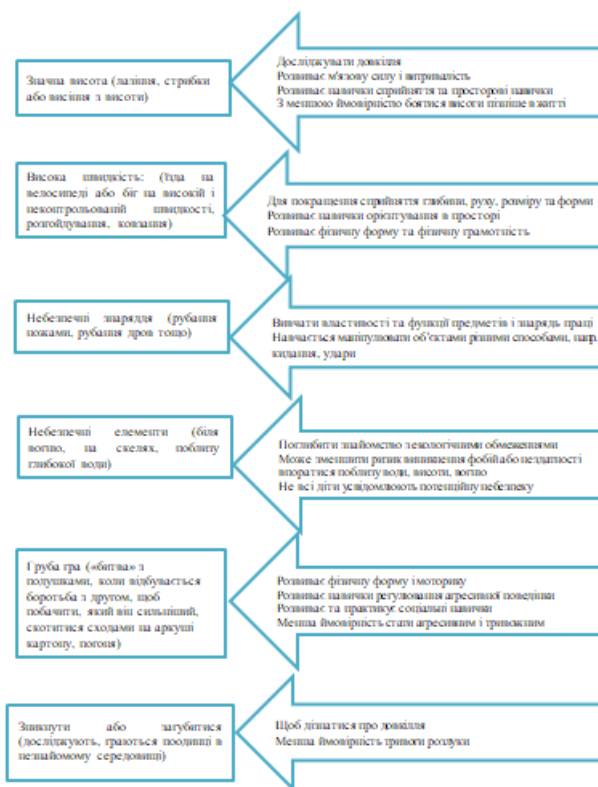 Значна висота (лазіння, стрибки
або висіння з висоти)
Досліджувати довкілля
Розвиває м'язову силу і витривалість
Розвиває навички сприйняття та просторові навички
З меншою ймовірністю боятися висоти пізніше в житті
Висока швидкість: (їзда на
велосипеді або біг на високій і
неконтрольованій швидкості,
розгойдування, ковзання)
Для покращення сприйняття глибини, руху, розміру та форми
Розвиває навички орієнтування в просторі
Розвиває фізичну форму та фізичну грамотність
Небезпечні знаряддя (рубання
ножами, рубання дров тощо)
Вивчати властивості та функції предметів і знарядь праці
Навчається маніпулювати об'єктами різними способами, напр.
кидання, удари
Небезпечні елементи (біля
вогню, на скелях, поблизу
глибокої води)
Поглибити знайомство з екологічними обмеженнями
Може зменшити ризик виникнення фобій або нездатності
впоратися поблизу води, висоти, вогню
Не всі діти усвідомлюють потенційну небезпеку
Груба гра («битва» з
подушками, коли відбувається
боротьба з другом, щоб
побачити, який він сильніший,
скотитися сходами на аркуші
картону, погоня)
Розвиває фізичну форму і моторику
Розвиває навички регулювання агресивної поведінки
Розвиває та практикує соціальні навички
Менша ймовірність стати агресивним і тривожним
Зникнути або загубитися
(досліджують, граються поодинці в
незнайомому середовищі)
Щоб дізнатися про довкілля
Менша ймовірність тривоги розлуки